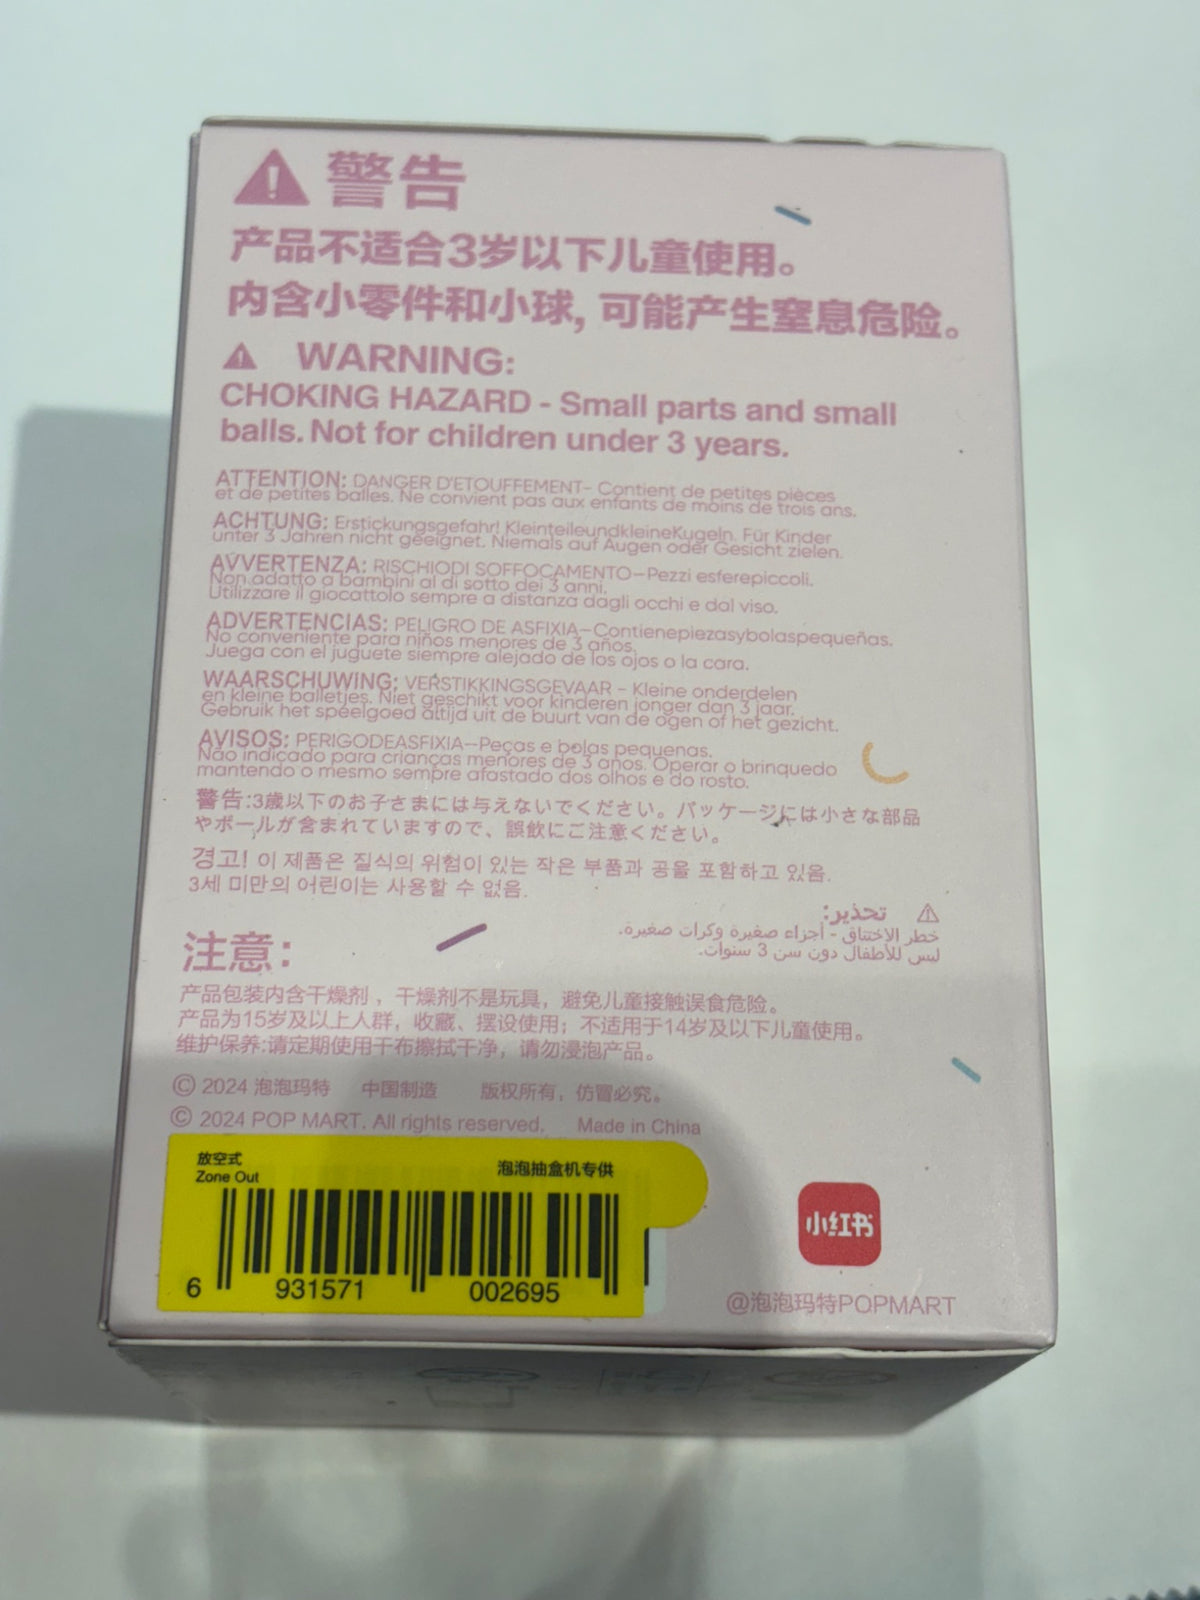 警告
产品不适合3岁以下儿童使用。
内含小零件和小球, 可能产生窒息危险。
WARNING:
CHOKING HAZARD - Small parts and small
balls. Not for children under 3 years.
ATTENTION: DANGER D'ETOUFFEMENT- Contient de petites pièces
et de petites balles. Ne convient pas aux enfants de moins de trois ans.
ACHTUNG: Erstickungsgefahr! KleinteileundkleineKugeln. Für Kinder
unter 3 Jahren nicht geeignet. Niemals auf Augen oder Gesicht zielen.
AVVERTENZA: RISCHIODI SOFFOCAMENTO-Pezzi esferepiccoli.
Non adatto a bambini al di sotto dei 3 anni.
Utilizzare il giocattolo sempre a distanza dagli occhi e dal viso.
ADVERTENCIAS: PELIGRO DE ASFIXIA-Contienepiezasybolaspequeñas.
No conveniente para niños menores de 3 años.
Juega con el juguete siempre alejado de los ojos o la cara.
WAARSCHUWING: VERSTIKKINGSGEVAAR - Kleine onderdelen
en kleine balletjes. Niet geschikt voor kinderen jonger dan 3 jaar.
Gebruik het speelgoed altijd uit de buurt van de ogen of het gezicht.
AVISOS: PERIGODEASFIXIA-Peças e bolas pequenas.
Não indicado para crianças menores de 3 anos. Operar o brinquedo
mantendo o mesmo sempre afastado dos olhos e do rosto.
警告:3歳以下のお子さまには与えないでください。パッケージには小さな部品
やボールが含まれていますので、誤飲にご注意ください。
경고! 이 제품은 질식의 위험이 있는 작은 부품과 공을 포함하고 있음.
3세 미만의 어린이는 사용할 수 없음.
تحذير:
خطر الاختناق - أجزاء صغيرة وكرات صغيرة.
ليس للأطفال دون سن 3 سنوات.
注意:
产品包装内含干燥剂，干燥剂不是玩具，避免儿童接触误食危险。
产品为15岁及以上人群，收藏、摆设使用；不适用于14岁及以下儿童使用。
维护保养:请定期使用干布擦拭干净，请勿浸泡产品。
© 2024 泡泡玛特 中国制造 版权所有，仿冒必究。
© 2024 POP MART. All rights reserved. Made in China
放空式 泡泡抽盒机专供
Zone Out
6 931571 002695
小红书
@泡泡玛特POPMART